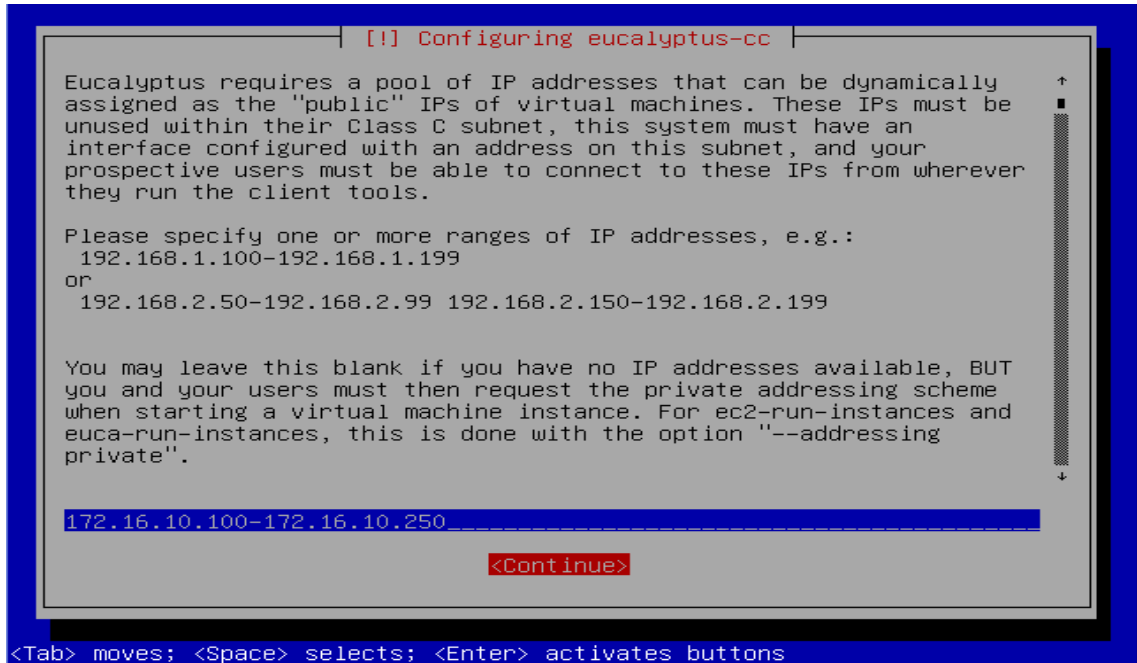 [!] Configuring eucalyptus-cc
Eucalyptus requires a pool of IP addresses that can be dynamically
assigned as the "public" IPs of virtual machines. These IPs must be
unused within their Class C subnet, this system must have an
interface configured with an address on this subnet, and your
prospective users must be able to connect to these IPs from wherever
they run the client tools.
Please specify one or more ranges of IP addresses, e.g.:
192.168.1.100-192.168.1.199
or
192.168.2.50-192.168.2.99 192.168.2.150-192.168.2.199
You may leave this blank if you have no IP addresses available, BUT
you and your users must then request the private addressing scheme
when starting a virtual machine instance. For ec2-run-instances and
euca-run-instances, this is done with the option "--addressing
private".
172.16.10.100-172.16.10.250
<Continue>
<Tab> moves; <Space> selects; <Enter> activates buttons